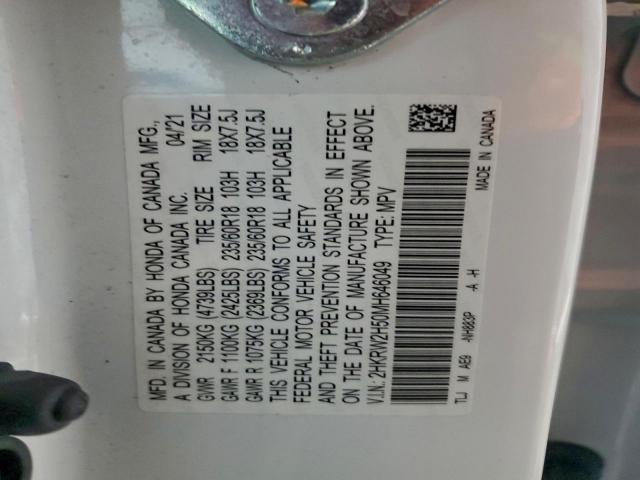 MFD. IN CANADA BY HONDA OF CANADA MFG.,
A DIVISION OF HONDA CANADA INC. 04/21
GVWR 2150KG (4739LBS) TIRE SIZE RIM SIZE
GAWR F 1100KG (2425LBS) 235/60R18 103H 18X7.5J
GAWR R 1075KG (2369LBS) 235/60R18 103H 18X7.5J
THIS VEHICLE CONFORMS TO ALL APPLICABLE
FEDERAL MOTOR VEHICLE SAFETY
AND THEFT PREVENTION STANDARDS IN EFFECT
ON THE DATE OF MANUFACTURE SHOWN ABOVE.
V.I.N.: 2HKRW2H50MH646049 TYPE: MPV
TLJ M AE9 -NH883P -A -H
MADE IN CANADA